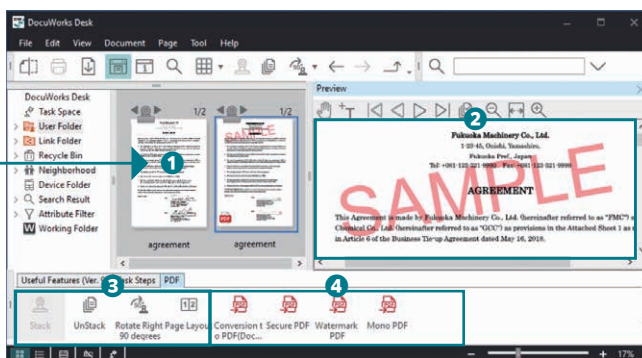 DocuWorks Desk
File Edit View Document Page Tool Help
DocuWorks Desk
Task Space
User Folder
Link Folder
Recycle Bin
Neighborhood
Device Folder
Search Result
Attribute Filter
Working Folder
1/2
1/2
1
SAMPLE
PDF
agreement
agreement
Preview
2
Fukuoka Machinery Co., Ltd.
1-23-45, Onishi, Yamashiro,
Fukuoka Pref., Japan
SAMPLE
AGREEMENT
This Agreement is made by Fukuoka Machinery Co., Ltd. (hereinafter referred to as "FMC")
Chemical Co., Ltd. (hereinafter referred to as "GCC") as provisions in the Attached Sheet 1 as
in Article 6 of the Business Tie-up Agreement dated May 16, 2018.
Useful Features (Ver. 9 sk Steps PDF
3
4
Stack UnStack Rotate Right Page Layou Conversion t Secure PDF Watermark Mono PDF
90 degrees o PDF(Doc... PDF
17%